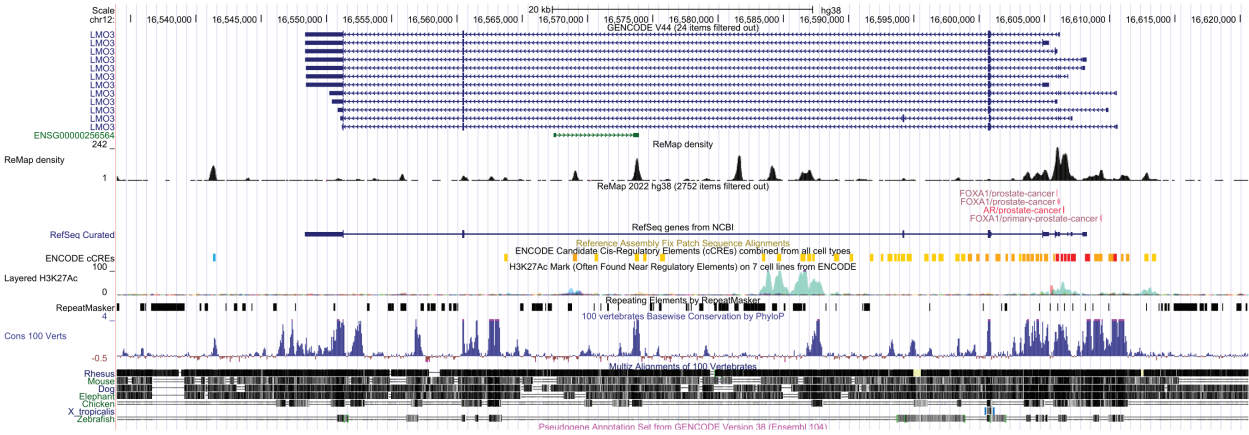 Scale 20 kb hg38
chr12: 16,540,000 16,545,000 16,550,000 16,555,000 16,560,000 16,565,000 16,570,000 16,575,000 16,580,000 16,585,000 16,590,000 16,595,000 16,600,000 16,605,000 16,610,000 16,615,000 16,620,000
GENCODE V44 (24 items filtered out)
LMO3
LMO3
LMO3
LMO3
LMO3
LMO3
LMO3
LMO3
LMO3
LMO3
LMO3
LMO3
ENSG00000256564
242 ReMap density
ReMap density
1
ReMap 2022 hg38 (2752 items filtered out)
FOXA1/prostate-cancer
FOXA1/prostate-cancer
AR/prostate-cancer
FOXA1/primary-prostate-cancer
RefSeq genes from NCBI
RefSeq Curated
Reference Assembly Fix Patch Sequence Alignments
ENCODE Candidate Cis-Regulatory Elements (cCREs) combined from all cell types
ENCODE cCREs
100 H3K27Ac Mark (Often Found Near Regulatory Elements) on 7 cell lines from ENCODE
Layered H3K27Ac
0
Repeating Elements by RepeatMasker
RepeatMasker
4 100 vertebrates Basewise Conservation by PhyloP
Cons 100 Verts
-0.5
Multiz Alignments of 100 Vertebrates
Rhesus
Mouse
Dog
Elephant
Chicken
X_tropicalis
Zebrafish
Pseudogene Annotation Set from GENCODE Version 38 (Ensembl 104)